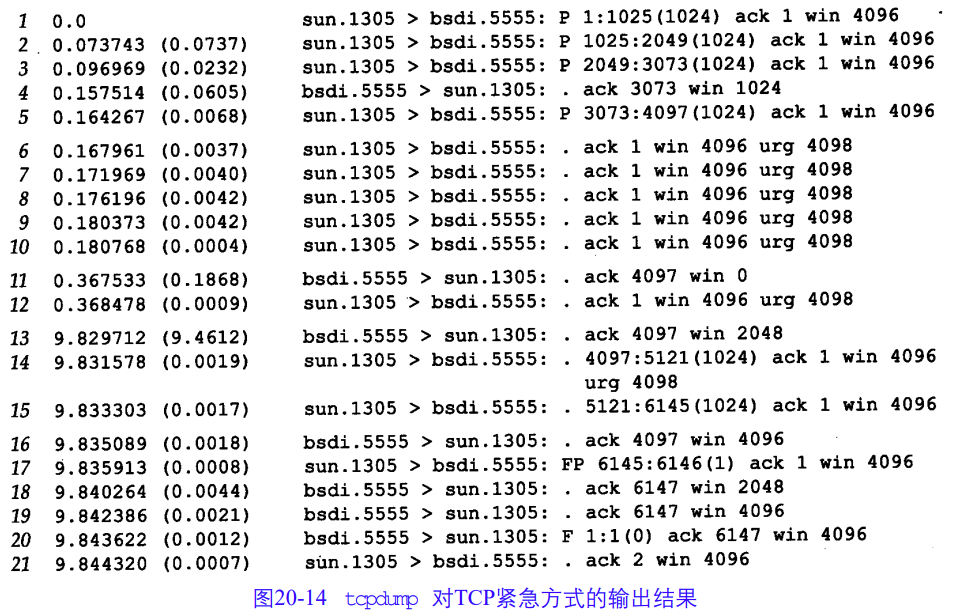 1 0.0 sun.1305 > bsdi.5555: P 1:1025(1024) ack 1 win 4096
2 0.073743 (0.0737) sun.1305 > bsdi.5555: P 1025:2049(1024) ack 1 win 4096
3 0.096969 (0.0232) sun.1305 > bsdi.5555: P 2049:3073(1024) ack 1 win 4096
4 0.157514 (0.0605) bsdi.5555 > sun.1305: . ack 3073 win 1024
5 0.164267 (0.0068) sun.1305 > bsdi.5555: P 3073:4097(1024) ack 1 win 4096
6 0.167961 (0.0037) sun.1305 > bsdi.5555: . ack 1 win 4096 urg 4098
7 0.171969 (0.0040) sun.1305 > bsdi.5555: . ack 1 win 4096 urg 4098
8 0.176196 (0.0042) sun.1305 > bsdi.5555: . ack 1 win 4096 urg 4098
9 0.180373 (0.0042) sun.1305 > bsdi.5555: . ack 1 win 4096 urg 4098
10 0.180768 (0.0004) sun.1305 > bsdi.5555: . ack 1 win 4096 urg 4098
11 0.367533 (0.1868) bsdi.5555 > sun.1305: . ack 4097 win 0
12 0.368478 (0.0009) sun.1305 > bsdi.5555: . ack 1 win 4096 urg 4098
13 9.829712 (9.4612) bsdi.5555 > sun.1305: . ack 4097 win 2048
14 9.831578 (0.0019) sun.1305 > bsdi.5555: . 4097:5121(1024) ack 1 win 4096
urg 4098
15 9.833303 (0.0017) sun.1305 > bsdi.5555: . 5121:6145(1024) ack 1 win 4096
16 9.835089 (0.0018) bsdi.5555 > sun.1305: . ack 4097 win 4096
17 9.835913 (0.0008) sun.1305 > bsdi.5555: FP 6145:6146(1) ack 1 win 4096
18 9.840264 (0.0044) bsdi.5555 > sun.1305: . ack 6147 win 2048
19 9.842386 (0.0021) bsdi.5555 > sun.1305: . ack 6147 win 4096
20 9.843622 (0.0012) bsdi.5555 > sun.1305: F 1:1(0) ack 6147 win 4096
21 9.844320 (0.0007) sun.1305 > bsdi.5555: . ack 2 win 4096
图20-14 tcpdump 对TCP紧急方式的输出结果